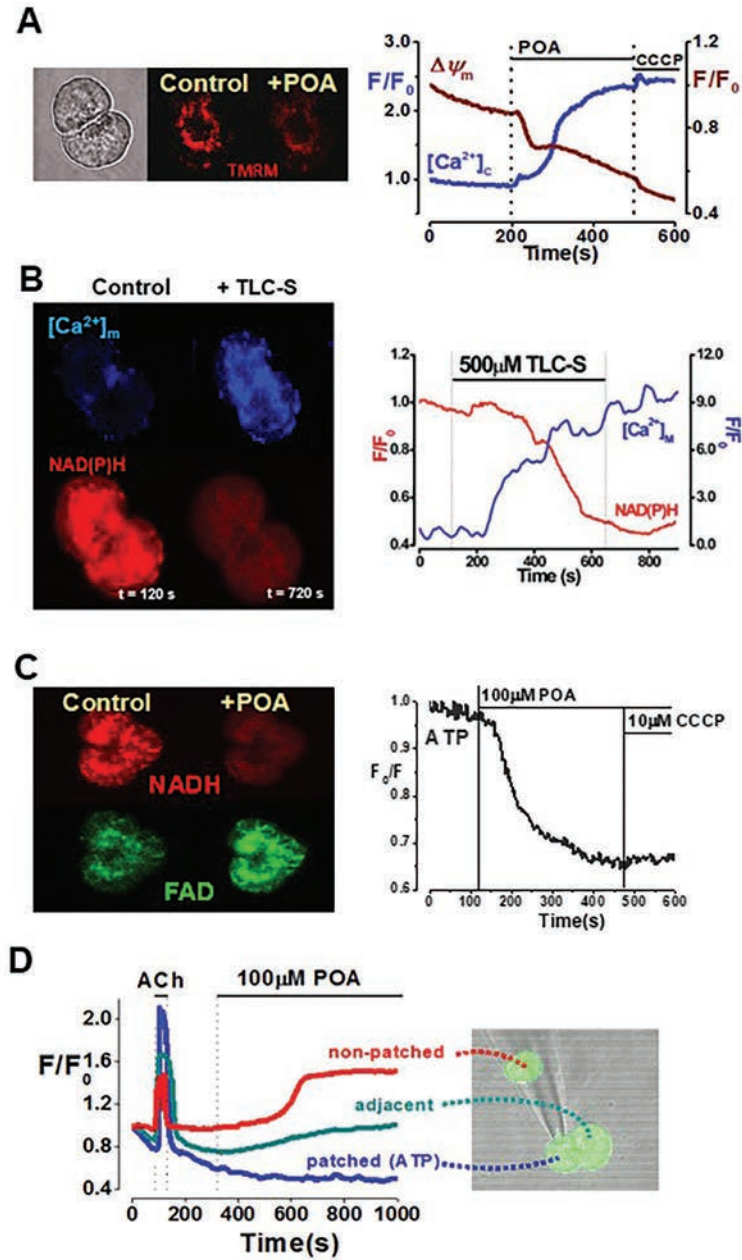 A
Control +POA
TMRM
3.0
2.5
2.0
1.0
F/F0
Δψm
[Ca2+]C
POA
CCCP
1.2
0.8
0.4
F/F0
0 200 400 600
Time(s)
B
Control + TLC-S
[Ca2+]m
NAD(P)H
t = 120 s
t = 720 s
1.2
1.0
0.8
0.6
0.4
F/F0
500µM TLC-S
[Ca2+]M
NAD(P)H
12.0
9.0
6.0
3.0
0.0
F/F0
0 200 400 600 800
Time (s)
C
Control +POA
NADH
FAD
1.0
0.9
0.8
0.7
0.6
F0/F
ATP
100µM POA
10µM CCCP
0 100 200 300 400 500 600
Time(s)
D
ACh 100µM POA
2.0
1.6
1.2
0.8
0.4
F/F0
non-patched
adjacent
patched (ATP)
0 200 400 600 800 1000
Time(s)